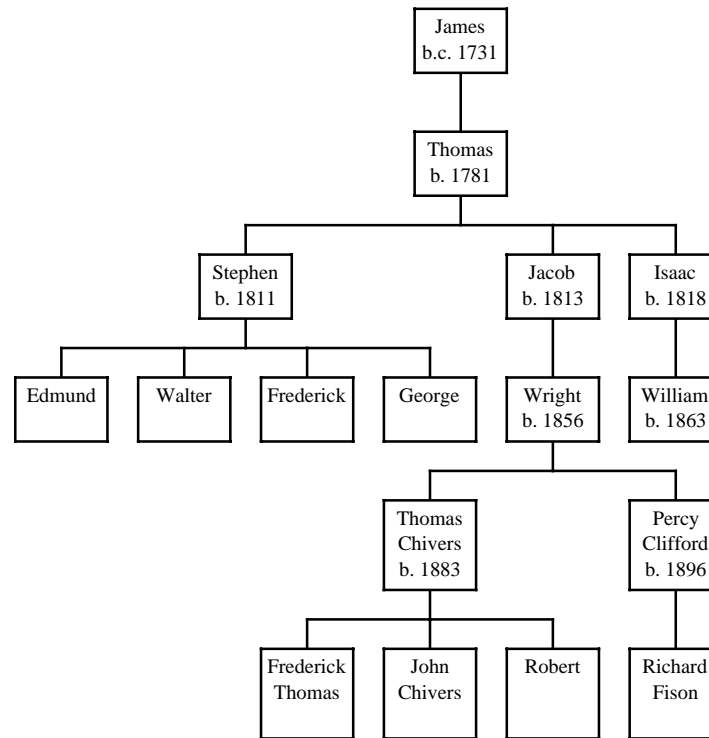 James
b.c. 1731
Thomas
b. 1781
Stephen
b. 1811
Jacob
b. 1813
Isaac
b. 1818
Edmund
Walter
Frederick
George
Wright
b. 1856
William
b. 1863
Thomas
Chivers
b. 1883
Percy
Clifford
b. 1896
Frederick
Thomas
John
Chivers
Robert
Richard
Fison